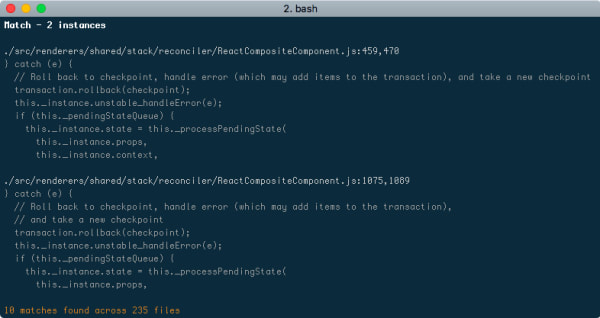 2. bash
Match - 2 instances
./src/renderers/shared/stack/reconciler/ReactCompositeComponent.js:459,470
} catch (e) {
// Roll back to checkpoint, handle error (which may add items to the transaction), and take a new checkpoint
transaction.rollback(checkpoint);
this._instance.unstable_handleError(e);
if (this._pendingStateQueue) {
this._instance.state = this._processPendingState(
this._instance.props,
this._instance.context,
./src/renderers/shared/stack/reconciler/ReactCompositeComponent.js:1075,1089
} catch (e) {
// Roll back to checkpoint, handle error (which may add items to the transaction),
// and take a new checkpoint
transaction.rollback(checkpoint);
this._instance.unstable_handleError(e);
if (this._pendingStateQueue) {
this._instance.state = this._processPendingState(
this._instance.props,
10 matches found across 235 files